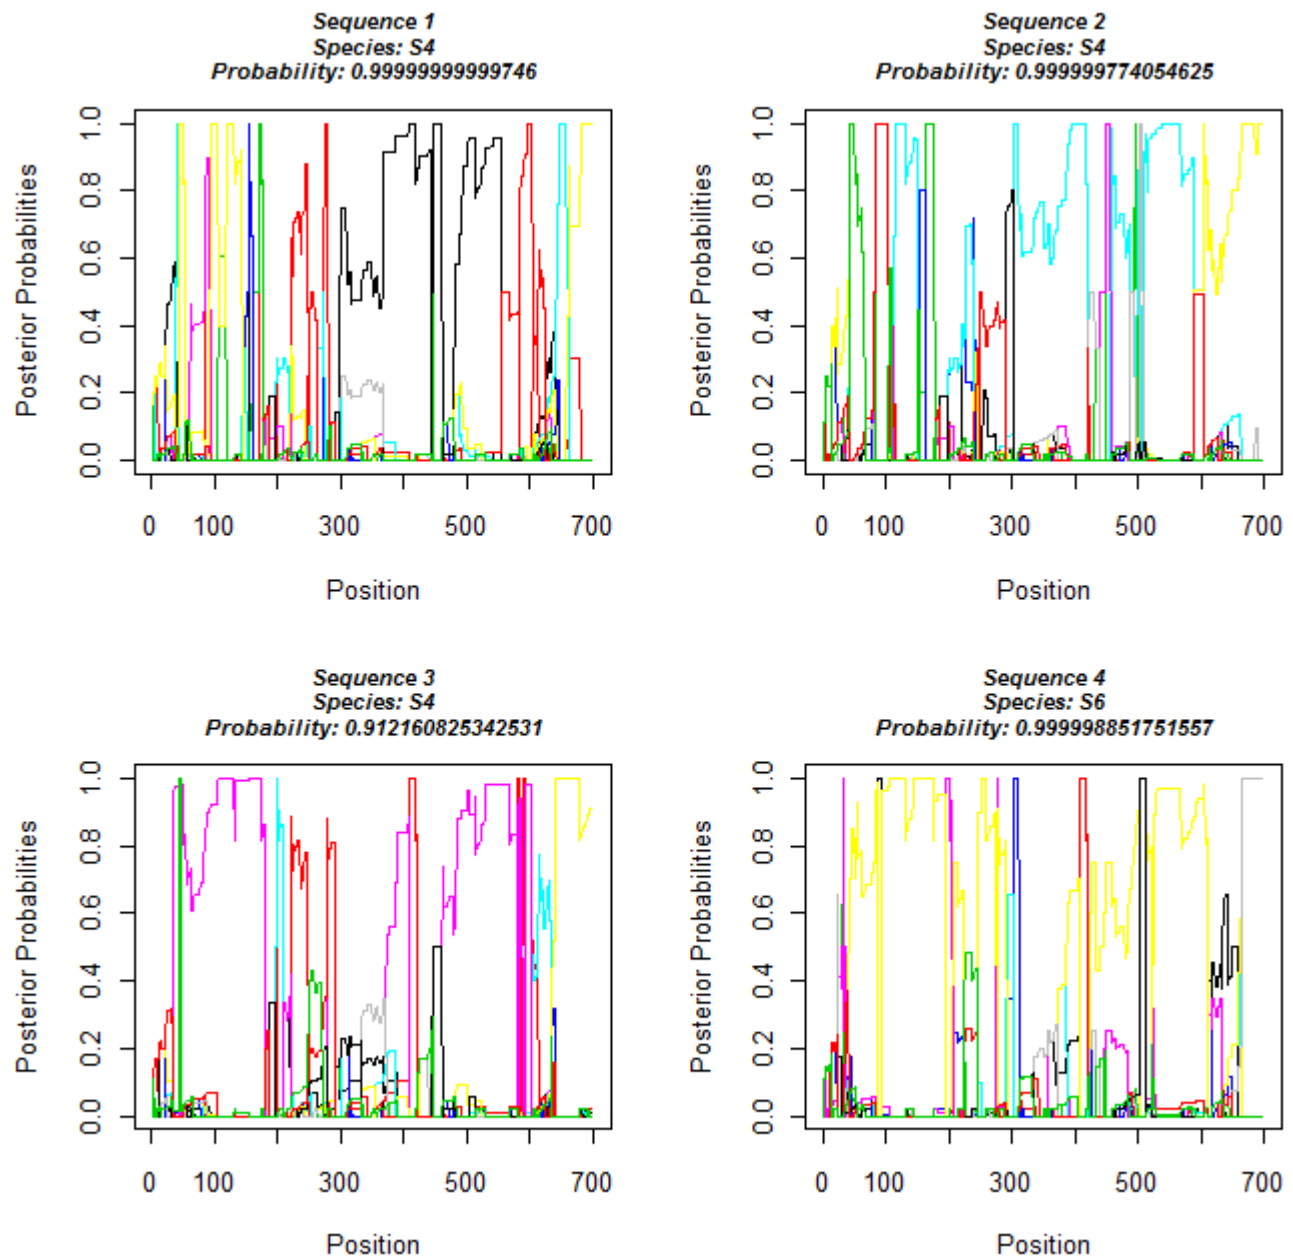 Sequence 1
Species: S4
Probability: 0.99999999999746
Posterior Probabilities
0.0 0.2 0.4 0.6 0.8 1.0
0 100 300 500 700
Position
Sequence 2
Species: S4
Probability: 0.999999774054625
Posterior Probabilities
0.0 0.2 0.4 0.6 0.8 1.0
0 100 300 500 700
Position
Sequence 3
Species: S4
Probability: 0.912160825342531
Posterior Probabilities
0.0 0.2 0.4 0.6 0.8 1.0
0 100 300 500 700
Position
Sequence 4
Species: S6
Probability: 0.999998851751557
Posterior Probabilities
0.0 0.2 0.4 0.6 0.8 1.0
0 100 300 500 700
Position